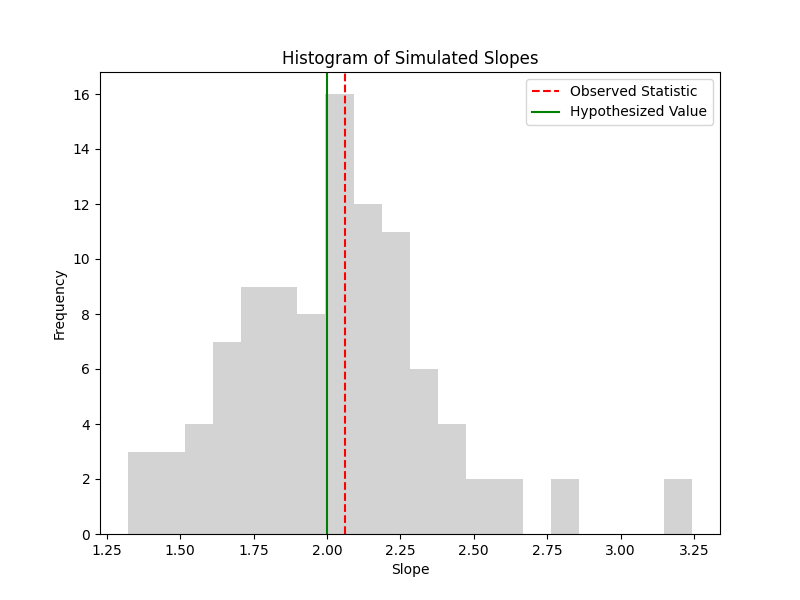 Histogram of Simulated Slopes
Observed Statistic
Hypothesized Value
16
14
12
10
8
6
4
2
0
Frequency
1.25 1.50 1.75 2.00 2.25 2.50 2.75 3.00 3.25
Slope